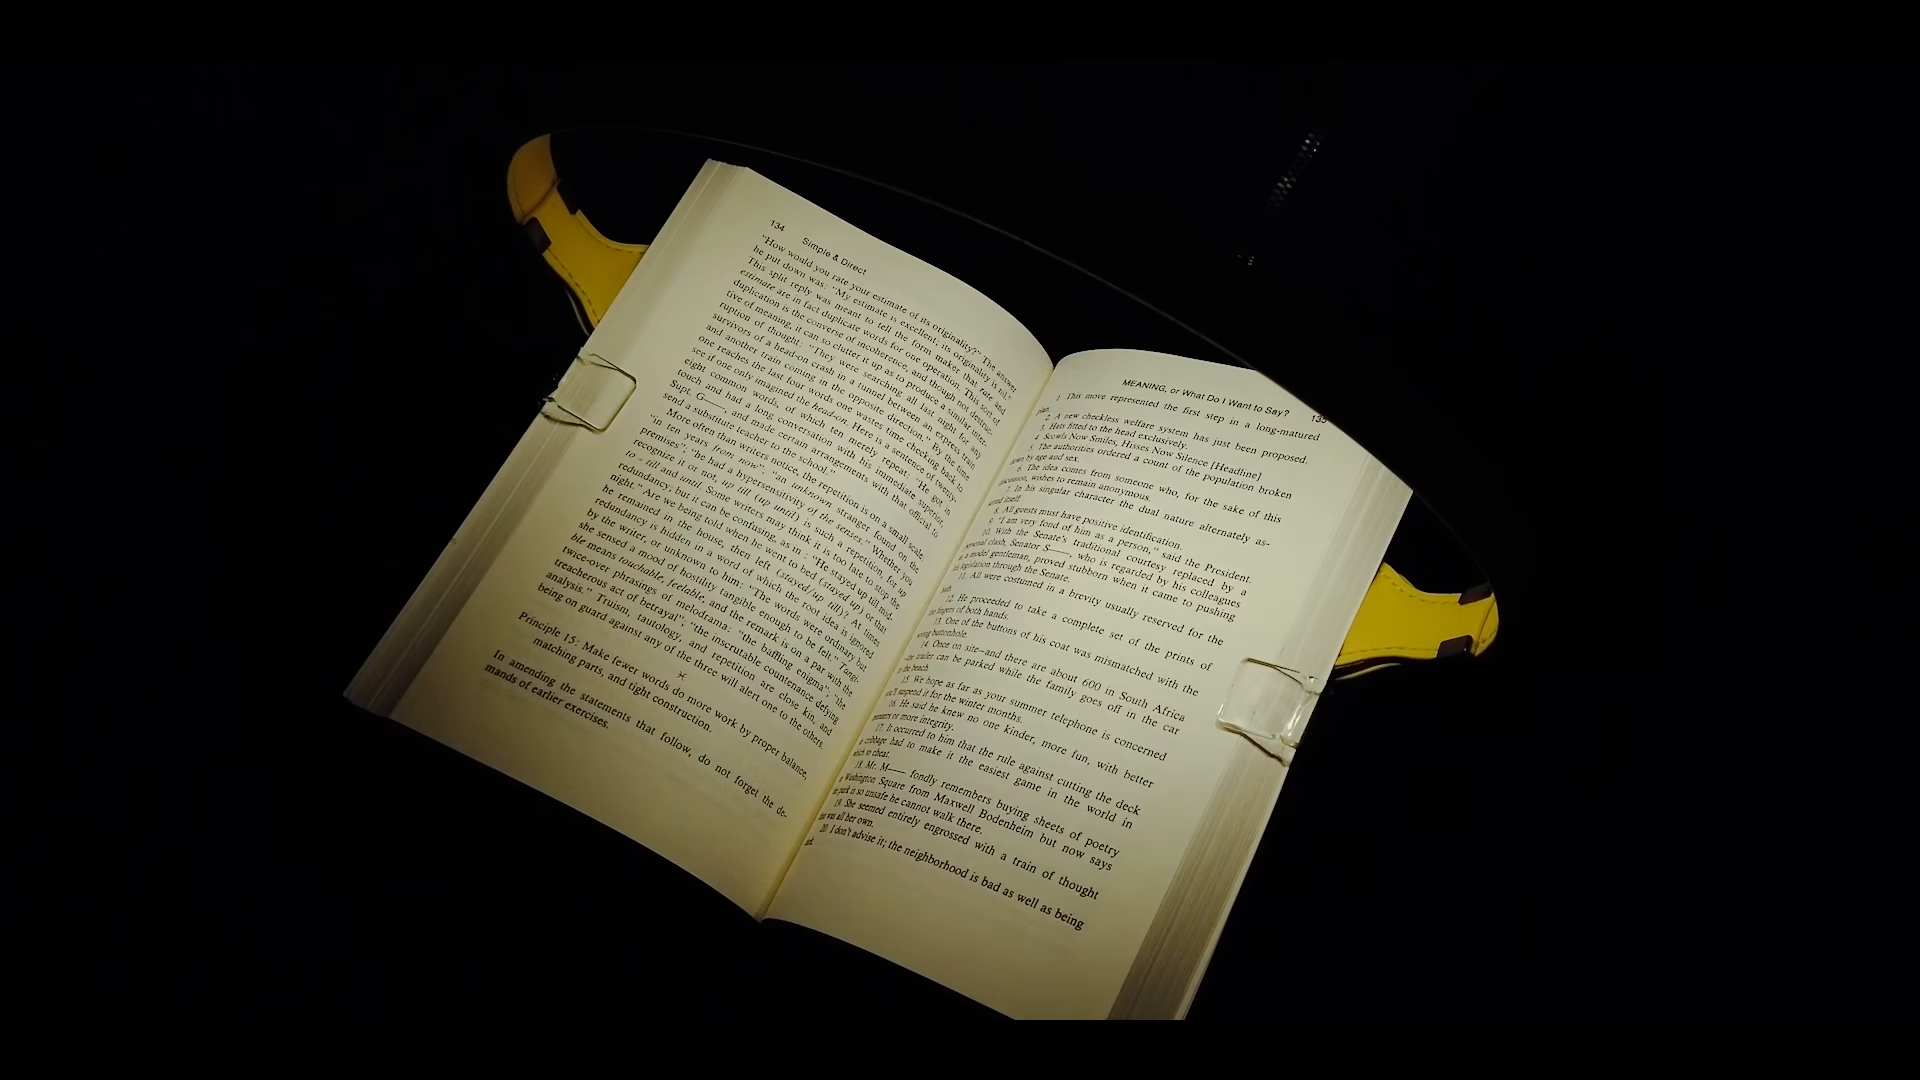 134 Simple & Direct
"How would you rate your estimate of its originality?" The answer
he put down was: "My estimate is excellent; its originality is nil."
This split reply was meant to tell the form maker that rate and
estimate are in fact duplicate words for one operation. This sort of
duplication is the converse of incoherence, and though not destruc-
tive of meaning, it can so clutter it up as to produce a similar inter-
ruption of thought: "They were searching all last night for any
survivors of a head-on crash in a tunnel between an express train
and another train coming in the opposite direction." By the time
one reaches the last four words one wastes time checking back to
see if one only imagined the head-on. Here is a sentence of twenty-
eight common words, of which ten merely repeat: "He got in
touch and had a long conversation with his immediate superior,
Supt. G——, and made certain arrangements with that official to
send a substitute teacher to the school."
More often than writers notice, the repetition is on a small scale:
"in ten years from now"; "an unknown stranger found on the
premises"; "he had a hypersensitivity of the senses." Whether you
recognize it or not, up till (up until) is such a repetition, for up
to = till and until. Some writers may think it is too late to stop the
redundancy, but it can be confusing, as in: "He stayed up till mid-
night." Are we being told when he went to bed (stayed up) or that
he remained in the house, then left (stayed/up till)? At times
redundancy is hidden in a word of which the root idea is ignored
by the writer, or unknown to him: "The words were ordinary but
she sensed a mood of hostility tangible enough to be felt." Tangi-
ble means touchable, feelable, and the remark is on a par with the
twice-over phrasings of melodrama: "the baffling enigma"; "the
treacherous act of betrayal"; "the inscrutable countenance defying
analysis." Truism, tautology, and repetition are close kin, and
being on guard against any of the three will alert one to the others.
*
Principle 15: Make fewer words do more work by proper balance,
matching parts, and tight construction.
In amending the statements that follow, do not forget the de-
mands of earlier exercises.
MEANING, or What Do I Want to Say? 135
1. This move represented the first step in a long-matured
plan.
2. A new checkless welfare system has just been proposed.
3. Hats fitted to the head exclusively.
4. Scowls Now Smiles, Hisses Now Silence [Headline]
5. The authorities ordered a count of the population broken
down by age and sex.
6. The idea comes from someone who, for the sake of this
discussion, wishes to remain anonymous.
7. In his singular character the dual nature alternately as-
itself.
8. All guests must have positive identification.
9. "I am very fond of him as a person," said the President.
10. With the Senate's traditional courtesy replaced by a
personal clash, Senator S——, who is regarded by his colleagues
a model gentleman, proved stubborn when it came to pushing
legislation through the Senate.
11. All were costumed in a brevity usually reserved for the
12. He proceeded to take a complete set of the prints of
the fingers of both hands.
13. One of the buttons of his coat was mismatched with the
wrong buttonhole.
14. Once on site—and there are about 600 in South Africa
trailer can be parked while the family goes off in the car
the beach.
15. We hope as far as your summer telephone is concerned
suspend it for the winter months.
16. He said he knew no one kinder, more fun, with better
or more integrity.
17. It occurred to him that the rule against cutting the deck
cribbage had to make it the easiest game in the world in
which to cheat.
18. Mr. M—— fondly remembers buying sheets of poetry
Washington Square from Maxwell Bodenheim but now says
park is so unsafe he cannot walk there.
19. She seemed entirely engrossed with a train of thought
was all her own.
20. I don't advise it; the neighborhood is bad as well as being